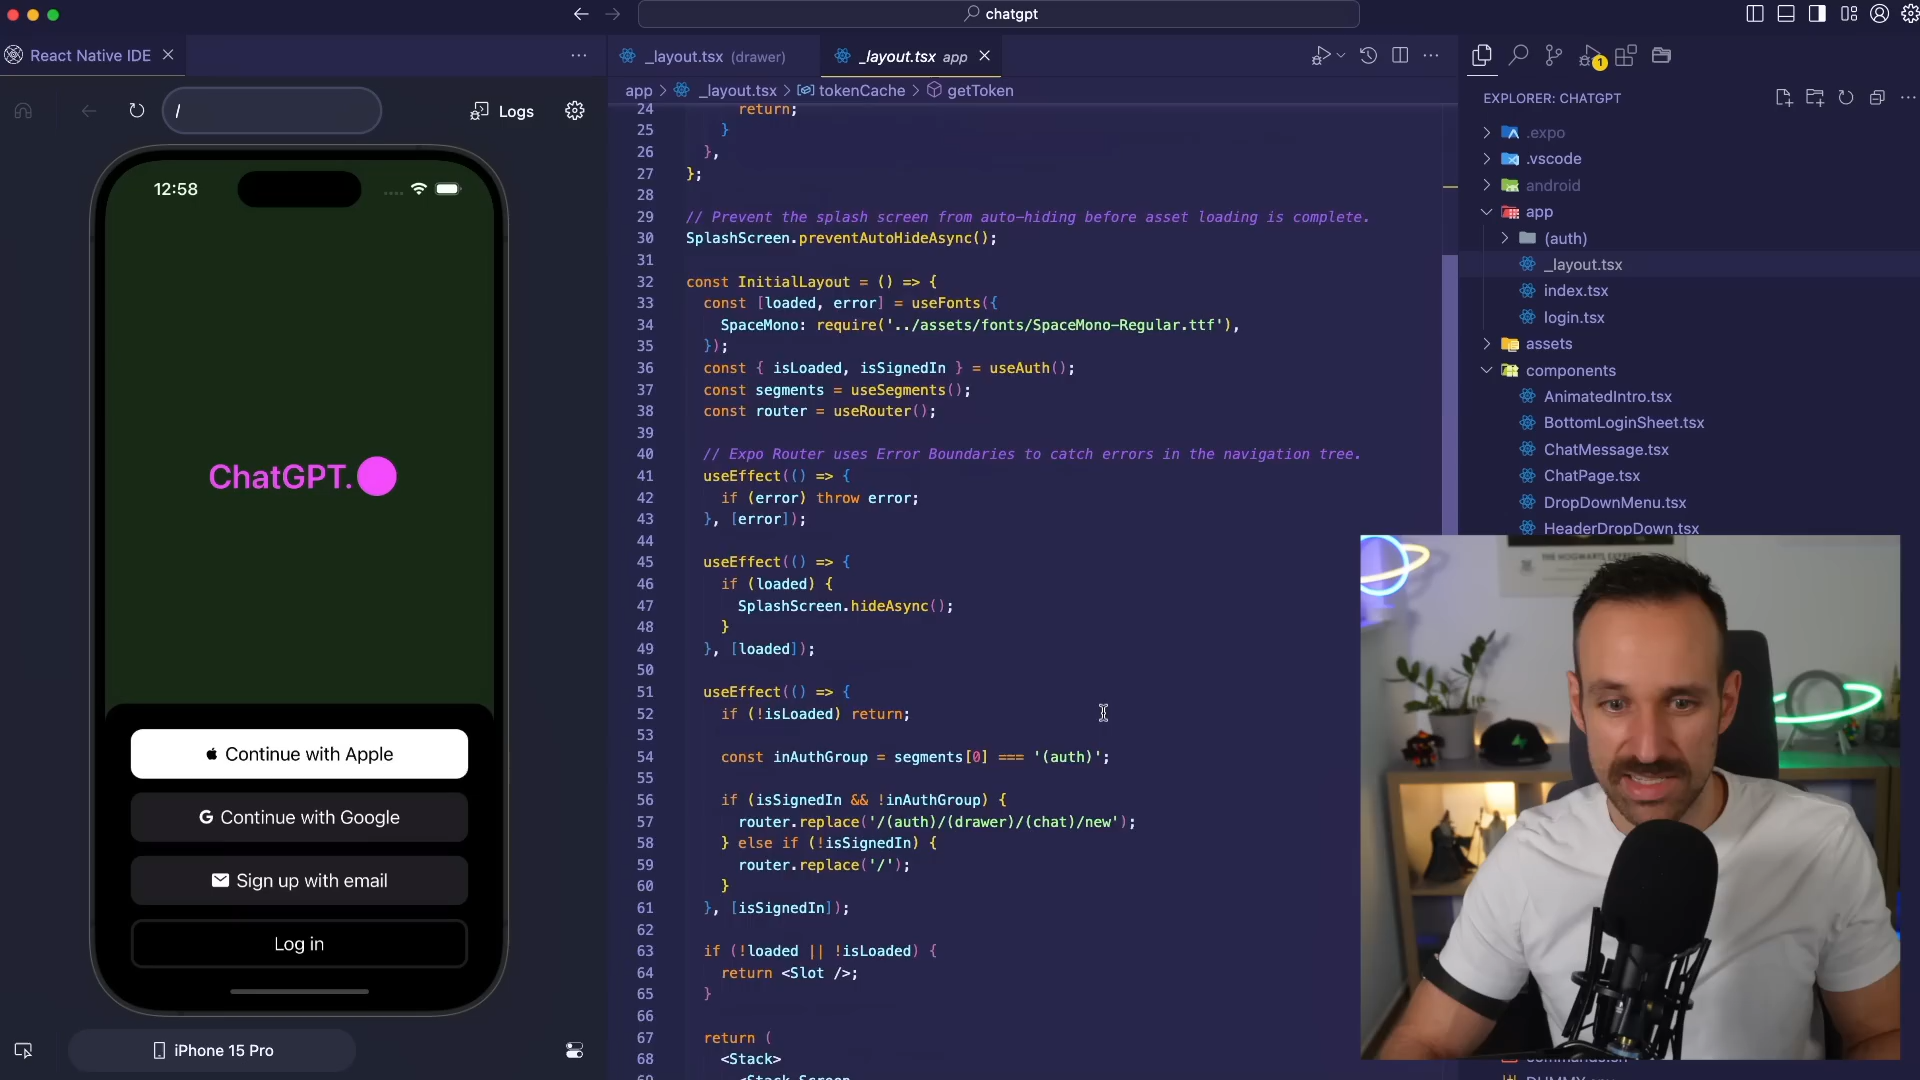 chatgpt
React Native IDE
/
Logs
12:58
ChatGPT.
Continue with Apple
G Continue with Google
Sign up with email
Log in
iPhone 15 Pro
_layout.tsx (drawer)
_layout.tsx app
app > _layout.tsx > tokenCache > getToken
24 return;
25 }
26 },
27 };
28
29 // Prevent the splash screen from auto-hiding before asset loading is complete.
30 SplashScreen.preventAutoHideAsync();
31
32 const InitialLayout = () => {
33 const [loaded, error] = useFonts({
34 SpaceMono: require('../assets/fonts/SpaceMono-Regular.ttf'),
35 });
36 const { isLoaded, isSignedIn } = useAuth();
37 const segments = useSegments();
38 const router = useRouter();
39
40 // Expo Router uses Error Boundaries to catch errors in the navigation tree.
41 useEffect(() => {
42 if (error) throw error;
43 }, [error]);
44
45 useEffect(() => {
46 if (loaded) {
47 SplashScreen.hideAsync();
48 }
49 }, [loaded]);
50
51 useEffect(() => {
52 if (!isLoaded) return;
53
54 const inAuthGroup = segments[0] === '(auth)';
55
56 if (isSignedIn && !inAuthGroup) {
57 router.replace('/(auth)/(drawer)/(chat)/new');
58 } else if (!isSignedIn) {
59 router.replace('/');
60 }
61 }, [isSignedIn]);
62
63 if (!loaded || !isLoaded) {
64 return <Slot />;
65 }
66
67 return (
68 <Stack>
69 <Stack.Screen
1
EXPLORER: CHATGPT
.expo
.vscode
android
app
(auth)
_layout.tsx
index.tsx
login.tsx
assets
components
AnimatedIntro.tsx
BottomLoginSheet.tsx
ChatMessage.tsx
ChatPage.tsx
DropDownMenu.tsx
HeaderDropDown.tsx
THE HOGWARTS EXPRESS